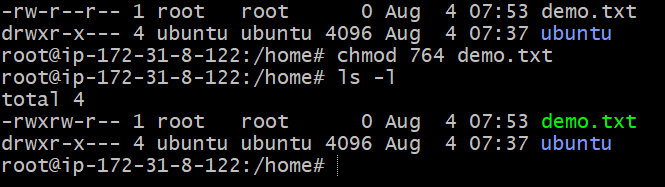 -rw-r--r-- 1 root   root      0 Aug  4 07:53 demo.txt
drwxr-x--- 4 ubuntu ubuntu 4096 Aug  4 07:37 ubuntu
root@ip-172-31-8-122:/home# chmod 764 demo.txt
root@ip-172-31-8-122:/home# ls -l
total 4
-rwxrw-r-- 1 root   root      0 Aug  4 07:53 demo.txt
drwxr-x--- 4 ubuntu ubuntu 4096 Aug  4 07:37 ubuntu
root@ip-172-31-8-122:/home#